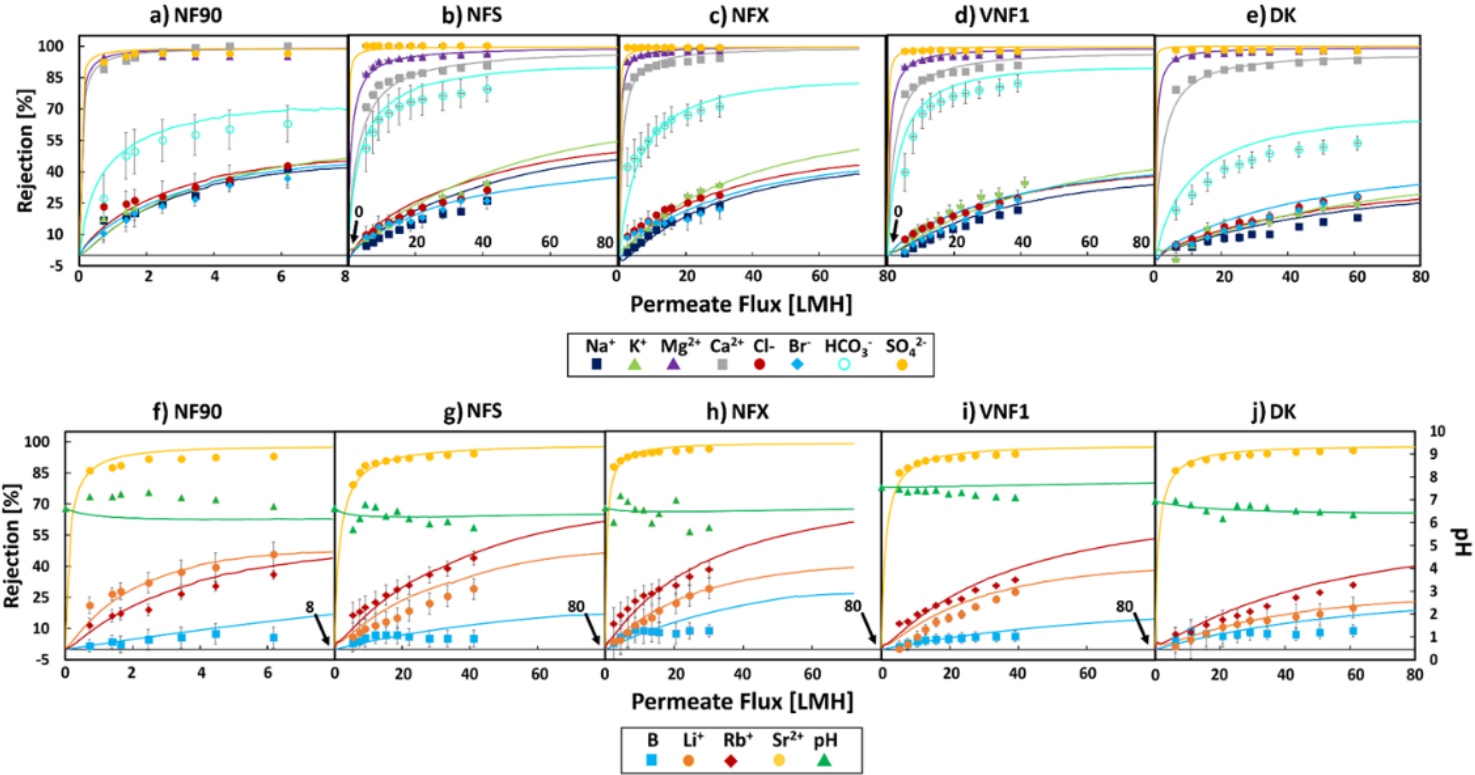 a) NF90 b) NFS c) NFX d) VNF1 e) DK
Rejection [%]
100
85
70
55
40
25
10
-5
0 0
0 2 4 6 8 20 40 60 80 0 20 40 60 80 20 40 60 80 0 20 40 60 80
Permeate Flux [LMH]
Na+ K+ Mg2+ Ca2+ Cl- Br- HCO3- SO42-
f) NF90 g) NFS h) NFX i) VNF1 j) DK
Rejection [%]
100
85
70
55
40
25
10
-5
8 80 80 80
10
9
8
7
6
5
4
3
2
1
0
pH
0 2 4 6 0 20 40 60 0 20 40 60 0 20 40 60 0 20 40 60 80
Permeate Flux [LMH]
B Li+ Rb+ Sr2+ pH